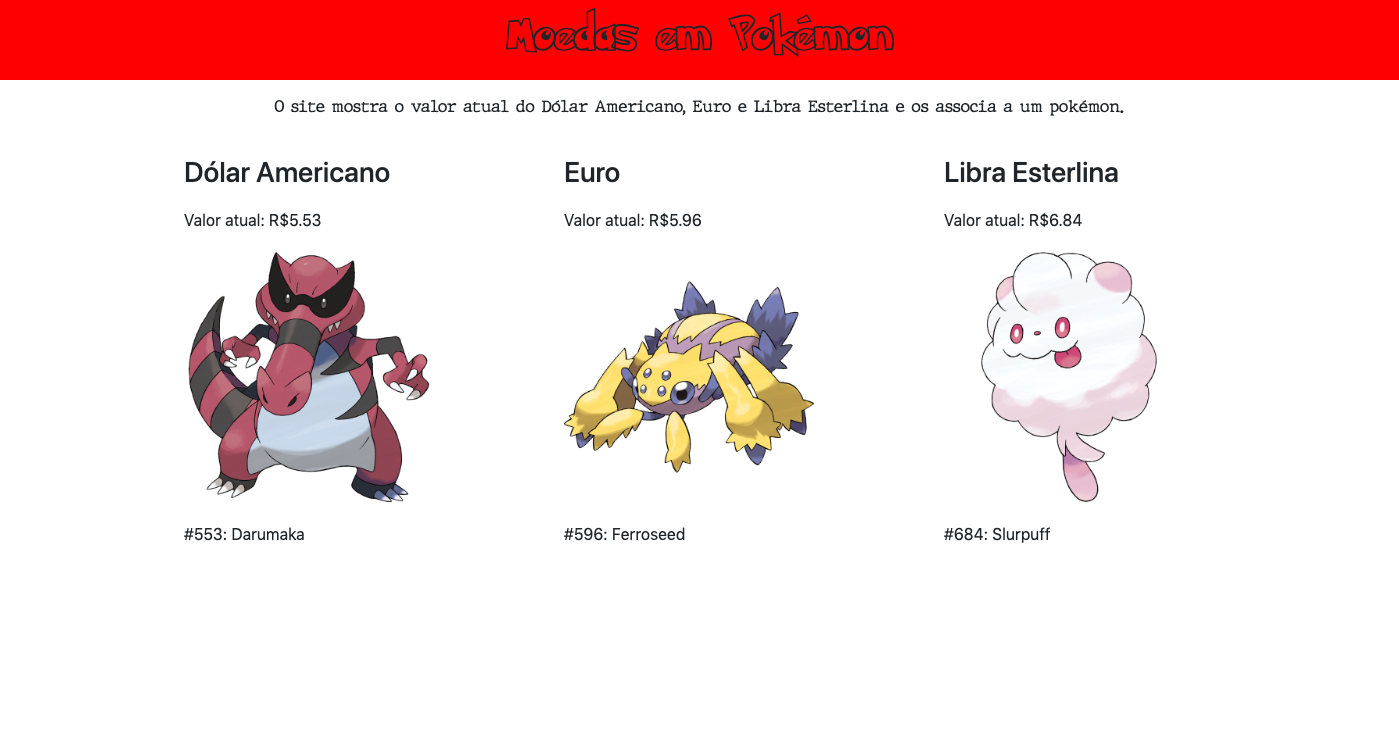 Moedas em Pokémon
O site mostra o valor atual do Dólar Americano, Euro e Libra Esterlina e os associa a um pokémon.
Dólar Americano
Valor atual: R$5.53
#553: Darumaka
Euro
Valor atual: R$5.96
#596: Ferroseed
Libra Esterlina
Valor atual: R$6.84
#684: Slurpuff